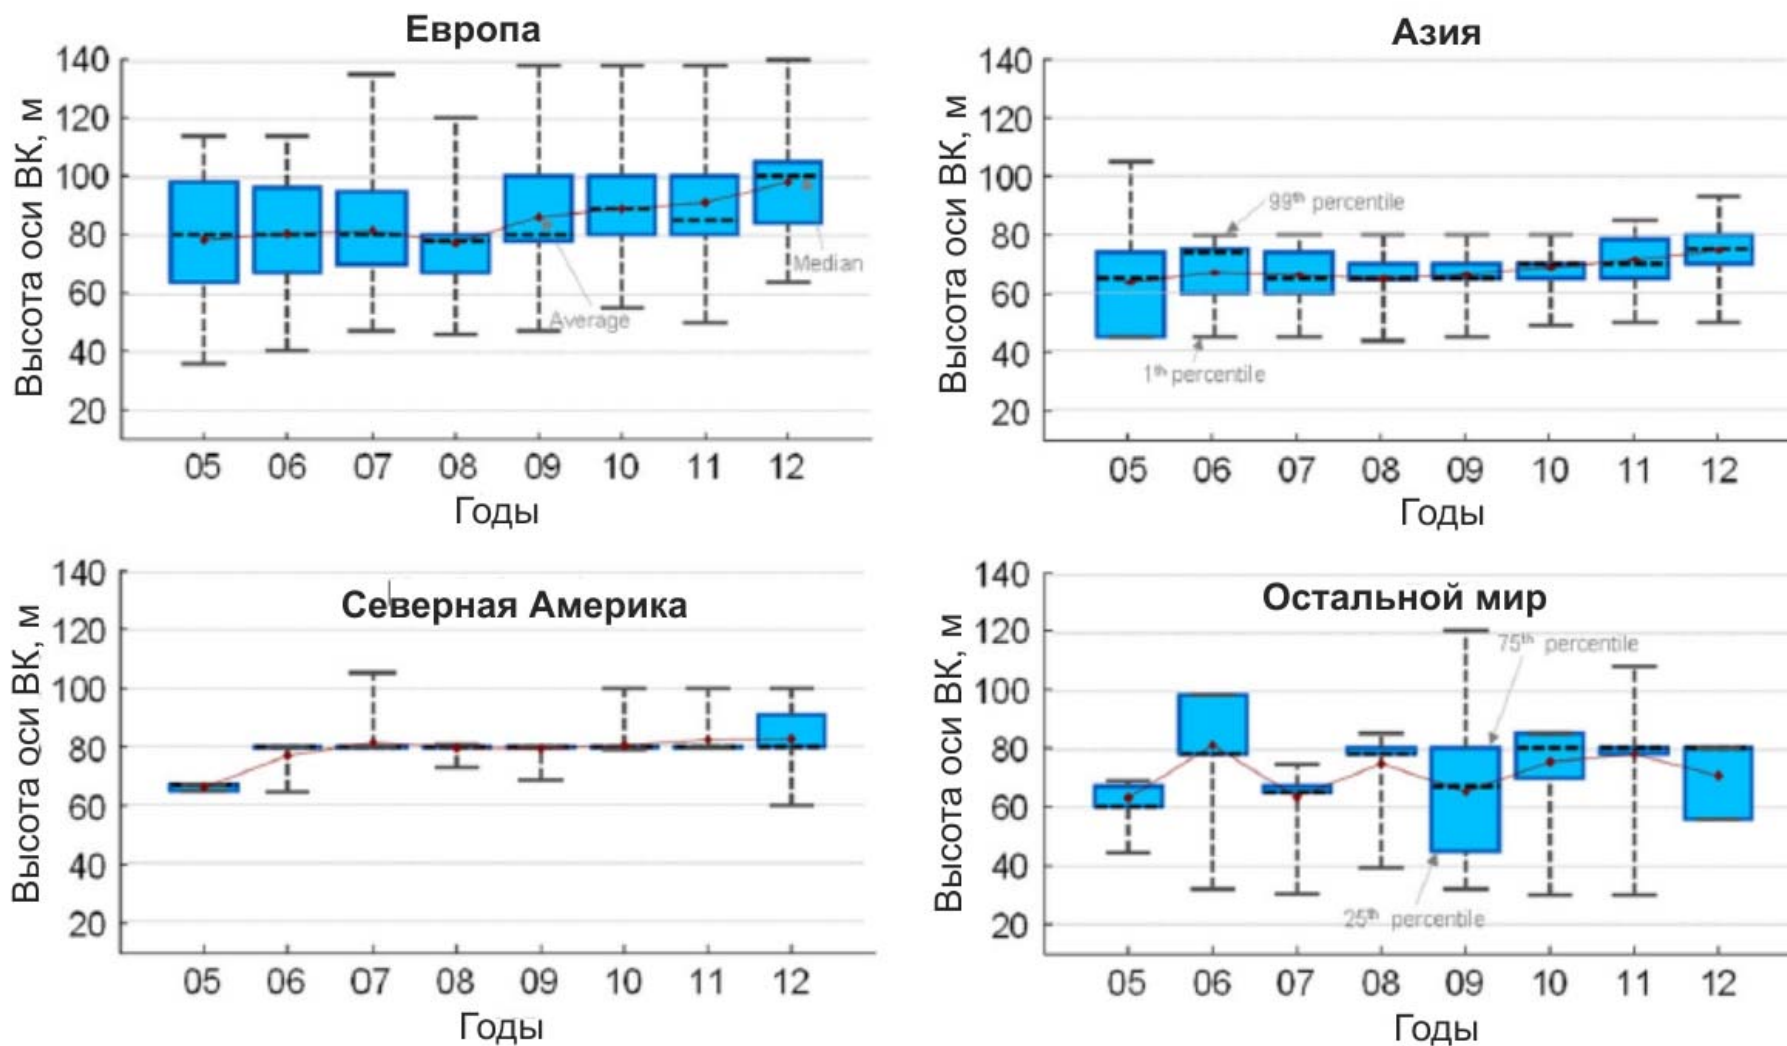 Европа
Высота оси ВК, м
140
120
100
80
60
40
20
Median
Average
05 06 07 08 09 10 11 12
Годы
Азия
Высота оси ВК, м
140
120
100
80
60
40
20
99th percentile
1th percentile
05 06 07 08 09 10 11 12
Годы
Северная Америка
Высота оси ВК, м
140
120
100
80
60
40
20
05 06 07 08 09 10 11 12
Годы
Остальной мир
Высота оси ВК, м
140
120
100
80
60
40
20
75th percentile
25th percentile
05 06 07 08 09 10 11 12
Годы